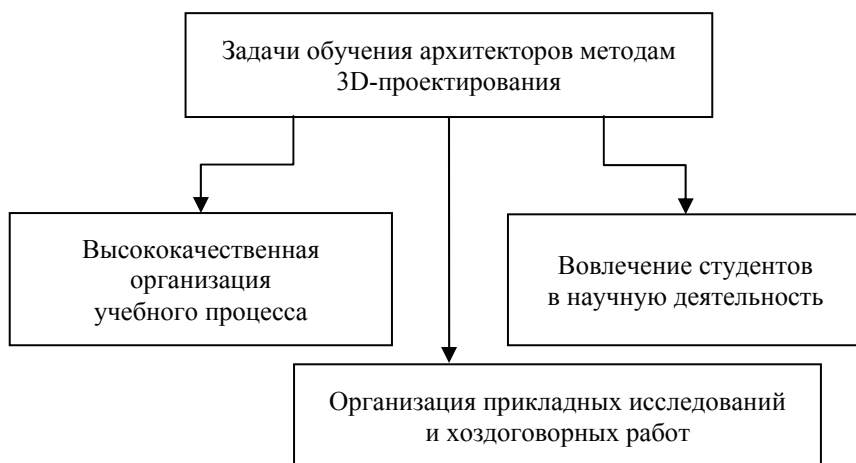 Задачи обучения архитекторов методам
3D-проектирования
Высококачественная
организация
учебного процесса
Вовлечение студентов
в научную деятельность
Организация прикладных исследований
и хоздоговорных работ